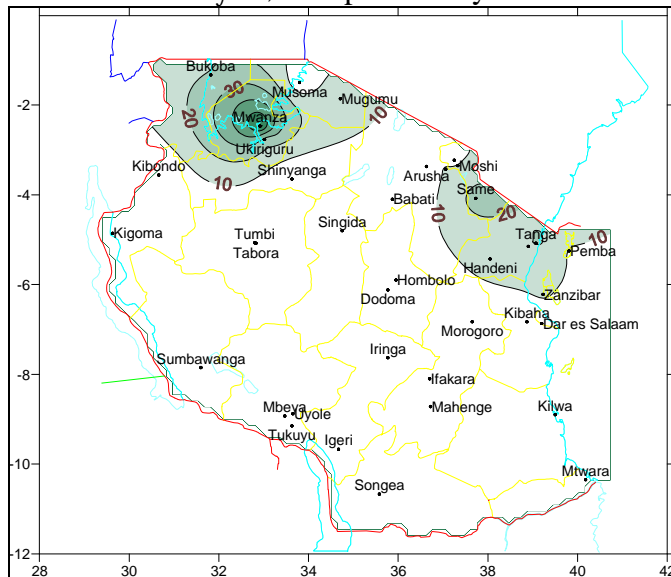 Bukoba
30
Musoma
-2
20
Mwanza
Mugumu
10
Ukiriguru
Kibondo
Shinyanga
Moshi
Arusha
-4
10
Babati
10
Same
20
Kigoma
Tumbi
Tabora
Singida
Tanga
10
Pemba
Handeni
-6
Hombolo
Dodoma
Zanzibar
Kibaha
Dar es Salaam
Morogoro
Iringa
Sumbawanga
-8
Ifakara
Mbeya
Uyole
Mahenge
Kilwa
Tukuyu
Igeri
-10
Mtwara
Songea
-12
28 30 32 34 36 38 40 42